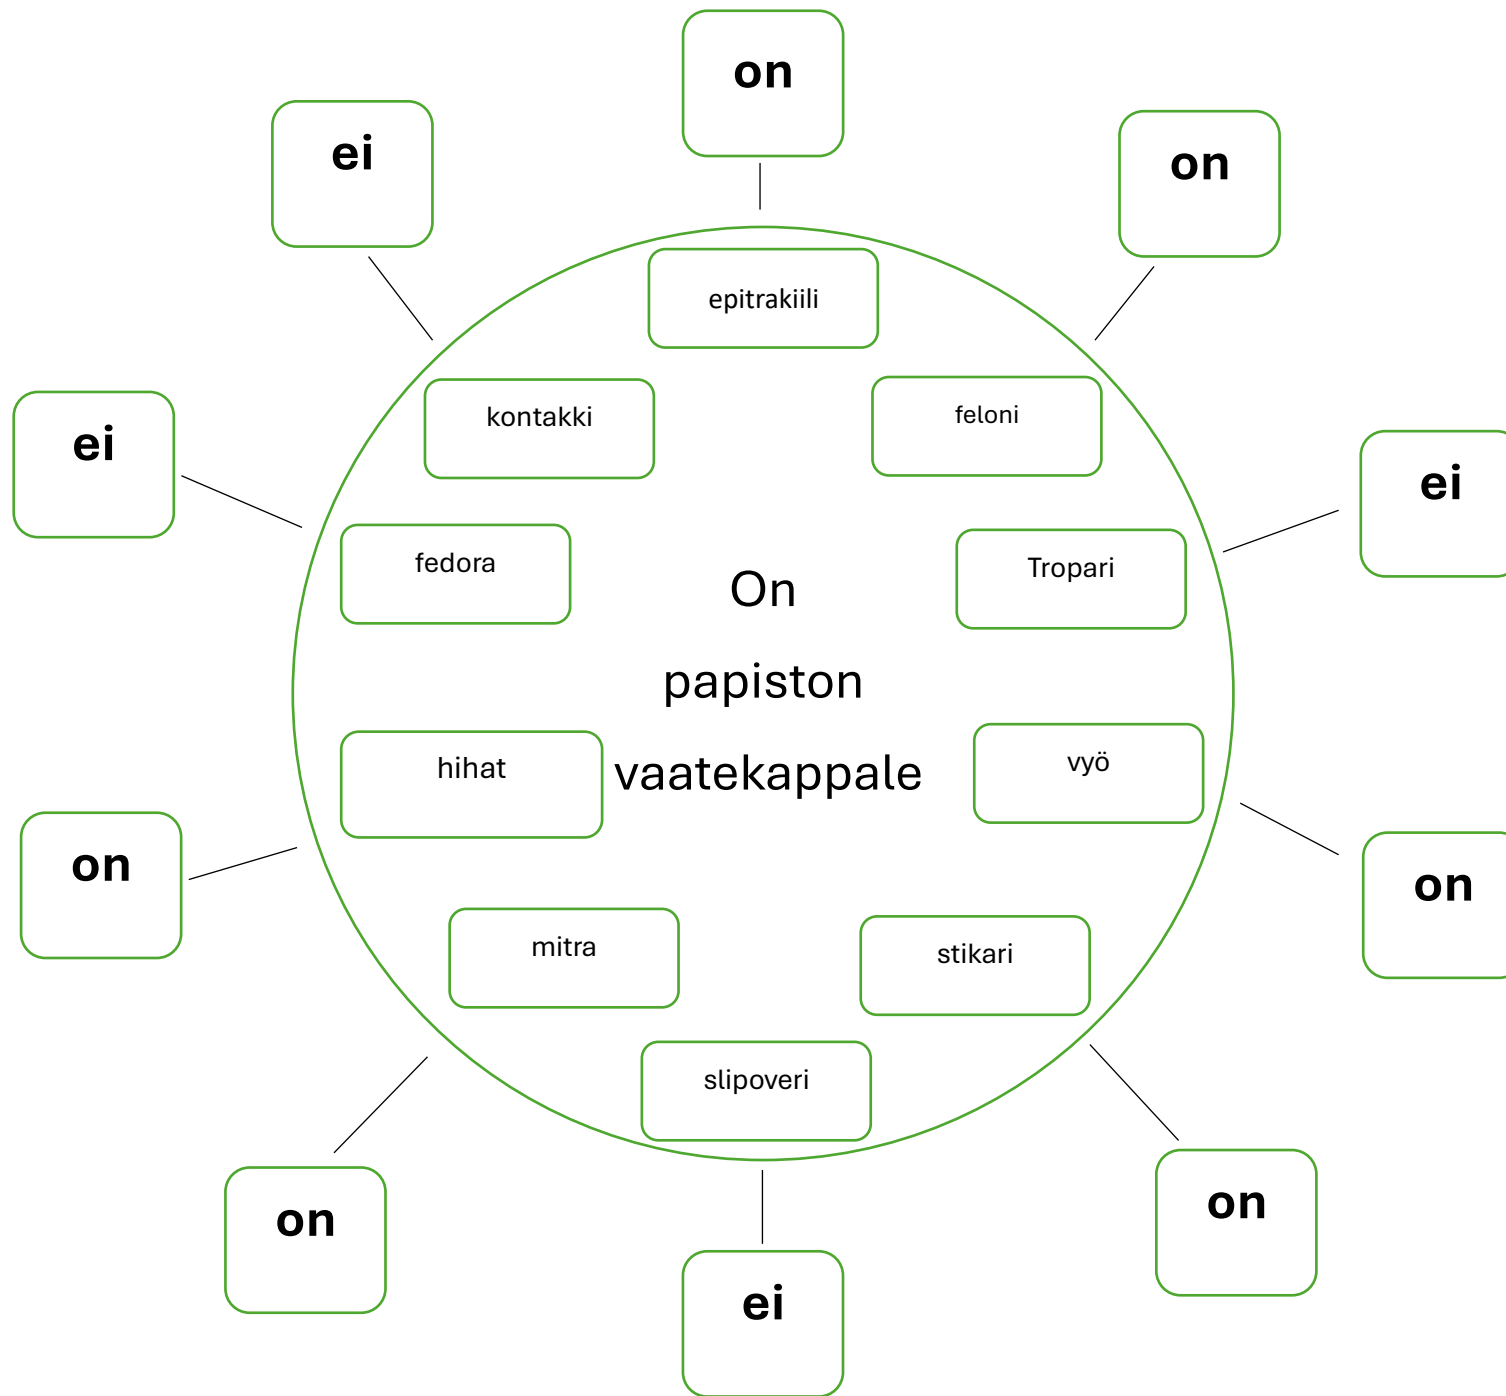 on
ei
on
epitrakiili
kontakki
feloni
ei
ei
fedora
Tropari
On
papiston
vaatekappale
hihat
vyö
on
on
mitra
stikari
slipoveri
on
on
ei